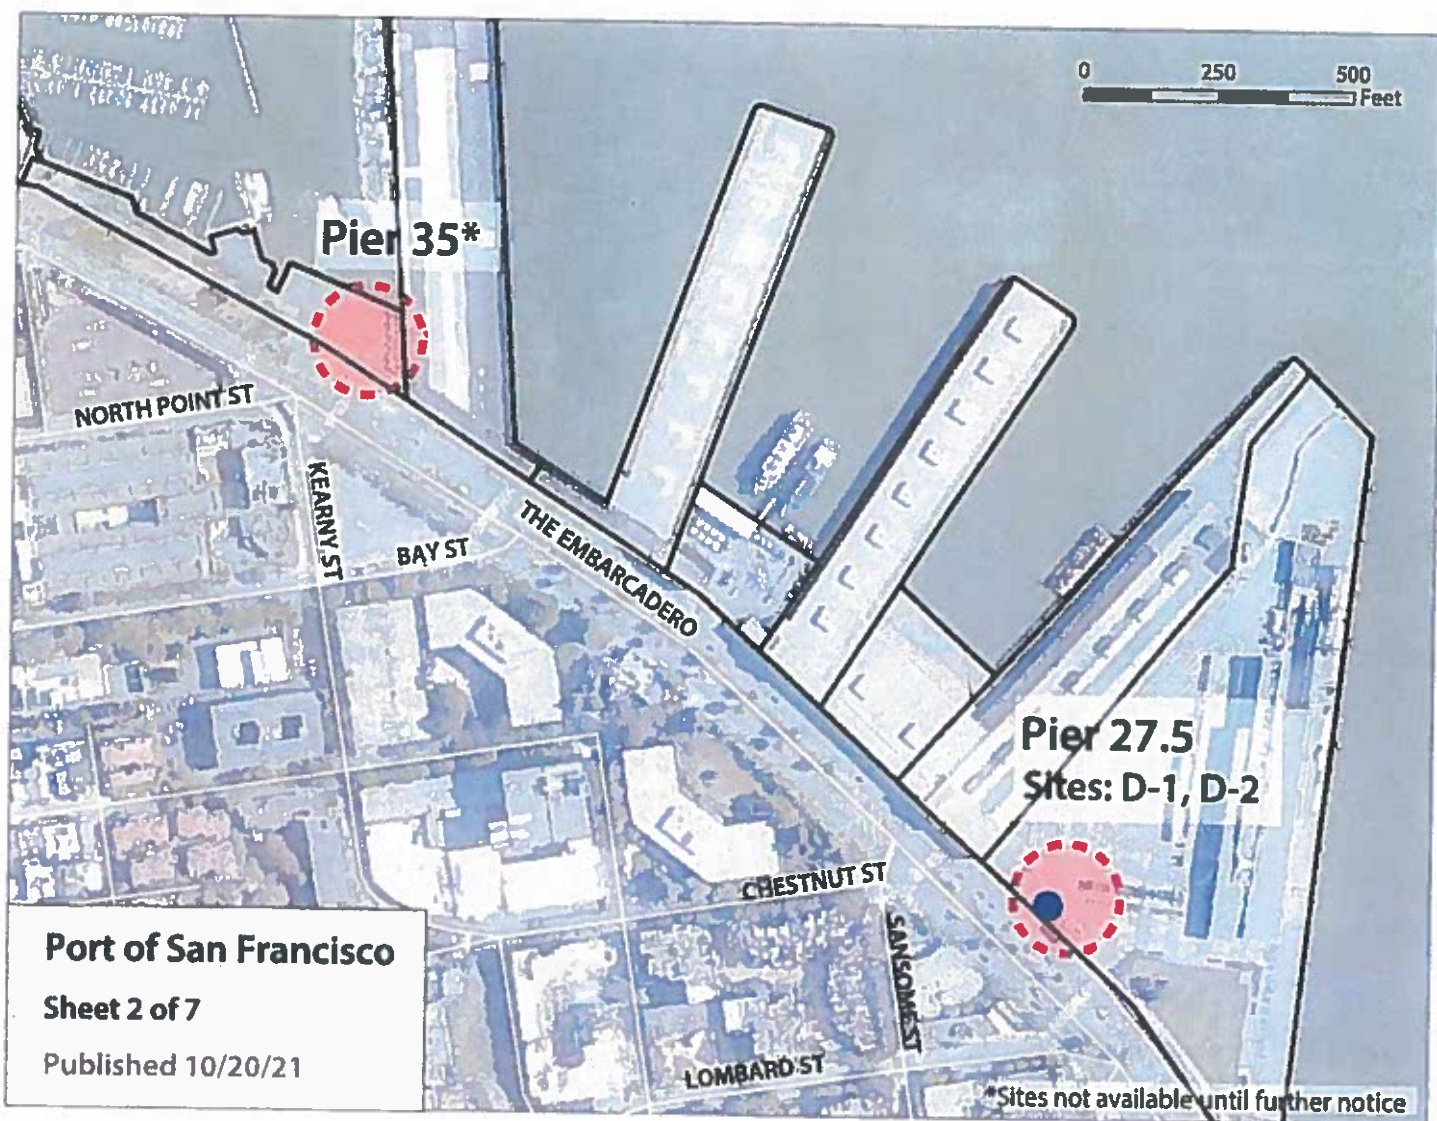 0 250 500
Feet
Pier 35*
NORTH POINT ST
KEARNY ST
BAY ST
THE EMBARCADERO
Pier 27.5
Sites: D-1, D-2
CHESTNUT ST
SANSOME ST
LOMBARD ST
Port of San Francisco
Sheet 2 of 7
Published 10/20/21
*Sites not available until further notice